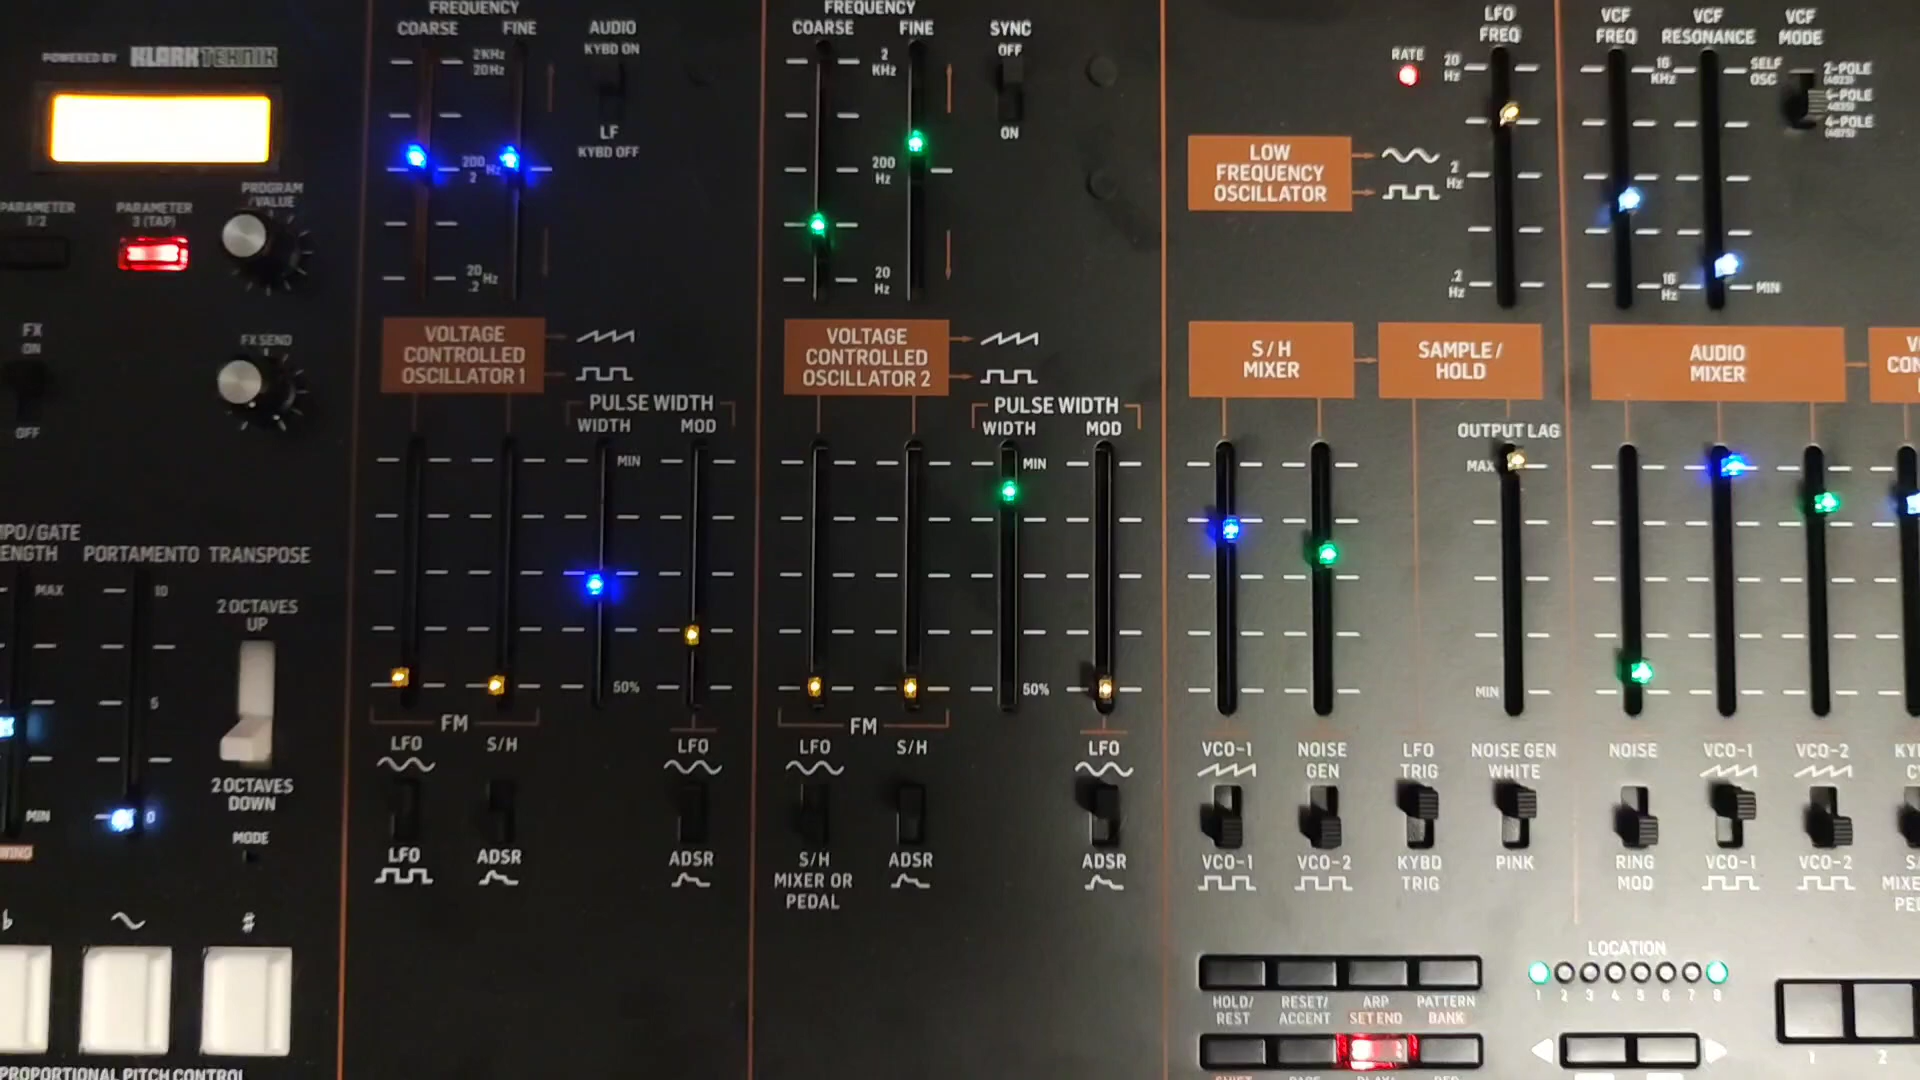 POWERED BY KLARK TEKNIK
PARAMETER
1/2
PARAMETER
3 (TAP)
PROGRAM
/VALUE
FX
ON
OFF
FX SEND
PORTAMENTO
TRANSPOSE
MAX
MIN
10
5
0
2 OCTAVES
UP
2 OCTAVES
DOWN
MODE
♭
♯
PROPORTIONAL PITCH CONTROL
FREQUENCY
COARSE
FINE
2KHz
20Hz
200 Hz
2
20 Hz
.2
AUDIO
KYBD ON
LF
KYBD OFF
VOLTAGE
CONTROLLED
OSCILLATOR 1
PULSE WIDTH
WIDTH
MOD
MIN
50%
FM
LFO
S/H
LFO
LFO
ADSR
ADSR
FREQUENCY
COARSE
FINE
2
KHz
200
Hz
20
Hz
SYNC
OFF
ON
VOLTAGE
CONTROLLED
OSCILLATOR 2
PULSE WIDTH
WIDTH
MOD
MIN
50%
FM
LFO
S/H
LFO
S/H
MIXER OR
PEDAL
ADSR
ADSR
RATE
LFO
FREQ
20
Hz
2
Hz
.2
Hz
LOW
FREQUENCY
OSCILLATOR
S/H
MIXER
SAMPLE/
HOLD
OUTPUT LAG
MAX
MIN
VCO-1
NOISE
GEN
LFO
TRIG
NOISE GEN
WHITE
VCO-1
VCO-2
KYBD
TRIG
PINK
VCF
FREQ
VCF
RESONANCE
VCF
MODE
16
KHz
16
Hz
SELF
OSC
MIN
2-POLE
(4023)
4-POLE
(4035)
4-POLE
(4075)
AUDIO
MIXER
NOISE
VCO-1
VCO-2
RING
MOD
VCO-1
VCO-2
HOLD/
REST
RESET/
ACCENT
ARP
SET END
PATTERN
BANK
LOCATION
1 2 3 4 5 6 7 8
1
2